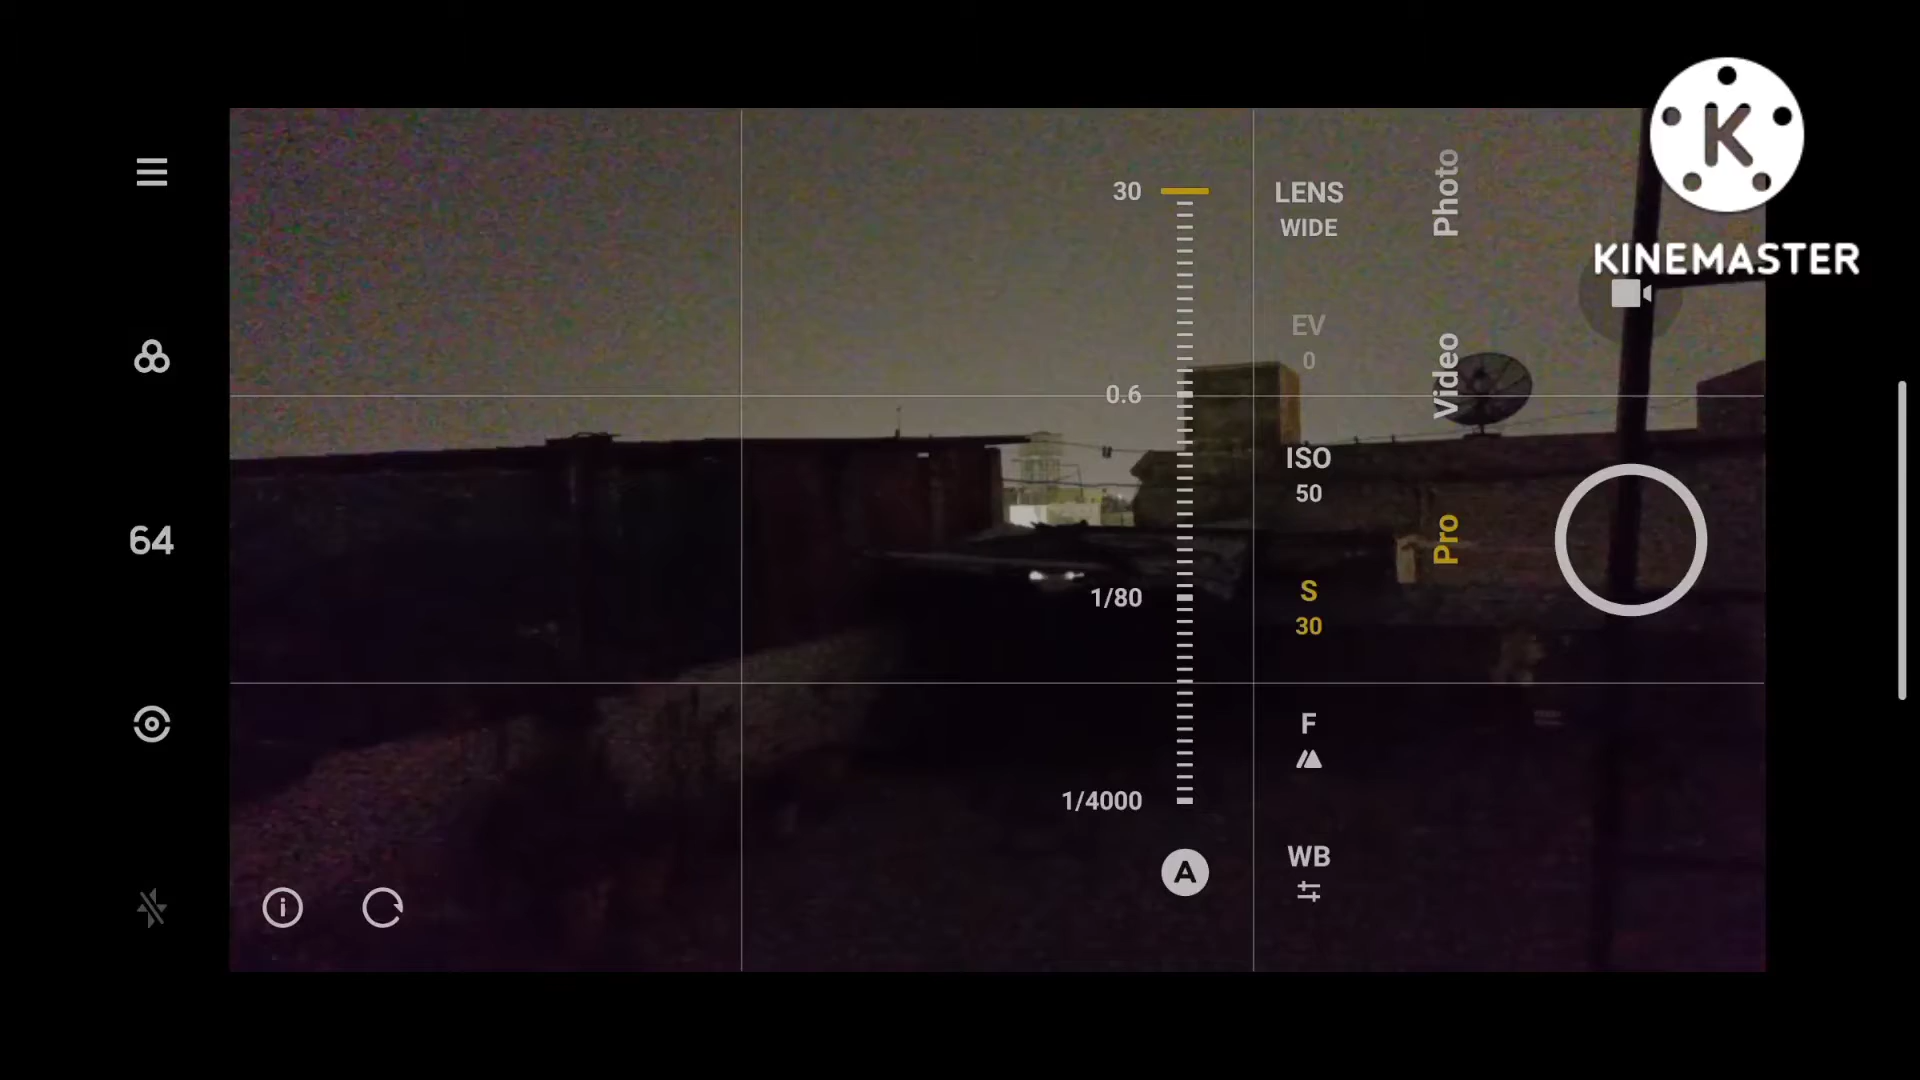 K
KINEMASTER
64
30
0.6
1/80
1/4000
A
LENS
WIDE
EV
0
ISO
50
S
30
F
WB
Photo
Video
Pro
i